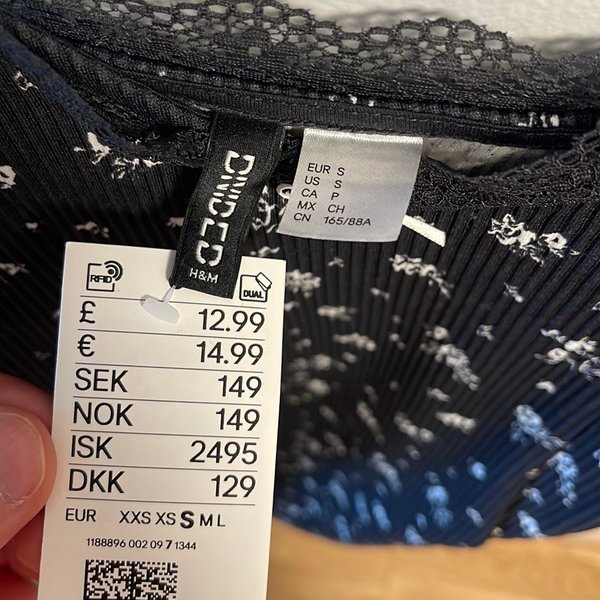 DIVIDED
H&M
EUR S
US S
CA P
MX CH
CN 165/88A
RFID
DUAL
£ 12.99
€ 14.99
SEK 149
NOK 149
ISK 2495
DKK 129
EUR XXS XS S M L
1188896 002 09 7 1344